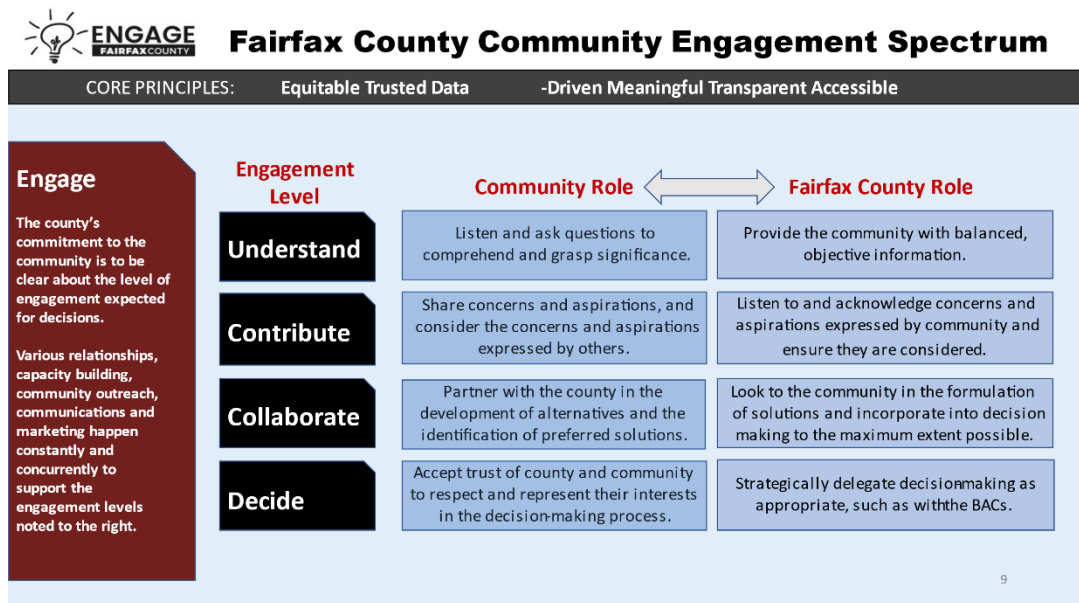 ENGAGE
FAIRFAX COUNTY
Fairfax County Community Engagement Spectrum
CORE PRINCIPLES: Equitable Trusted Data -Driven Meaningful Transparent Accessible
Engage
The county's
commitment to the
community is to be
clear about the level of
engagement expected
for decisions.
Various relationships,
capacity building,
community outreach,
communications and
marketing happen
constantly and
concurrently to
support the
engagement levels
noted to the right.
Engagement
Level
Community Role
Fairfax County Role
Understand
Listen and ask questions to
comprehend and grasp significance.
Provide the community with balanced,
objective information.
Contribute
Share concerns and aspirations, and
consider the concerns and aspirations
expressed by others.
Listen to and acknowledge concerns and
aspirations expressed by community and
ensure they are considered.
Collaborate
Partner with the county in the
development of alternatives and the
identification of preferred solutions.
Look to the community in the formulation
of solutions and incorporate into decision
making to the maximum extent possible.
Decide
Accept trust of county and community
to respect and represent their interests
in the decision-making process.
Strategically delegate decisionmaking as
appropriate, such as withthe BACs.
9